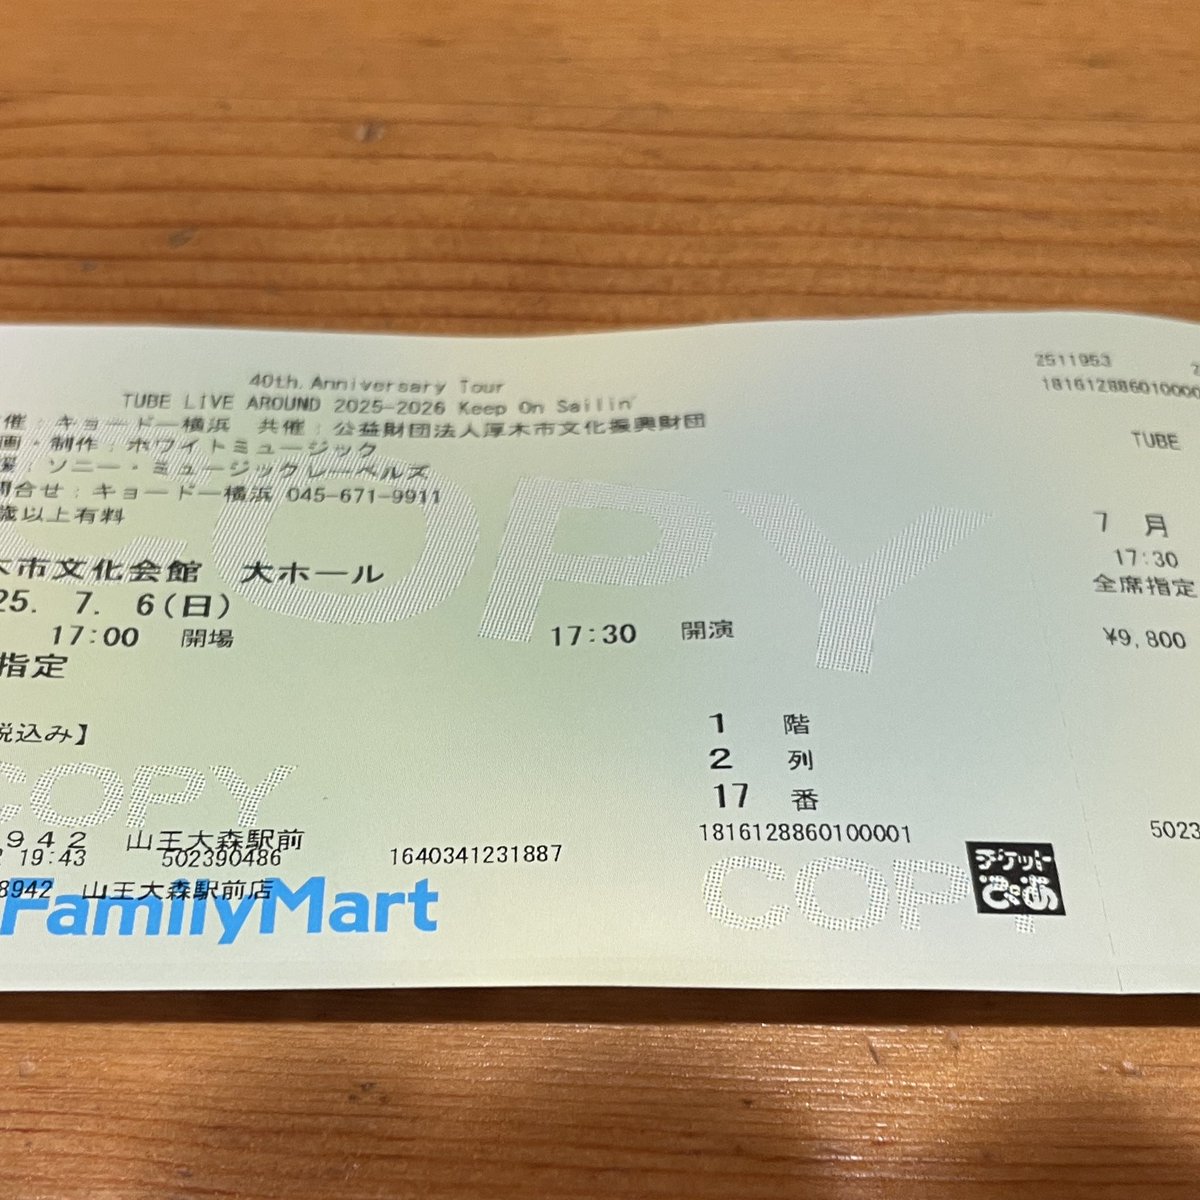 40th. Anniversary Tour
TUBE LIVE AROUND 2025-2026 Keep On Sailin'
催：キョードー横浜　共催：公益財団法人厚木市文化振興財団
画・制作：ホワイトミュージック
：ソニー・ミュージックレーベルズ
問合せ：キョードー横浜 045-671-9911
歳以上有料
木市文化会館　大ホール
25. 7. 6(日)
17:00 開場 17:30 開演
指定
税込み】
1 階
2 列
17 番
1816128860100001
942 山王大森駅前
19:43 502390486 1640341231887
8942 山王大森駅前店
FamilyMart
チケットぴあ
COPY
COPY
COPY
2511953
181612886010000
TUBE
7 月
17:30
全席指定
¥9,800
5023